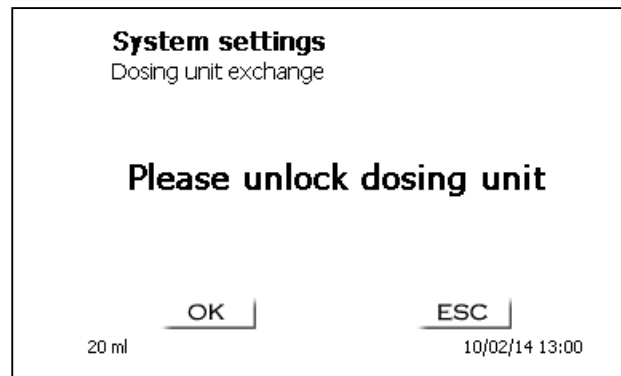 System settings
Dosing unit exchange
Please unlock dosing unit
OK ESC
20 ml 10/02/14 13:00